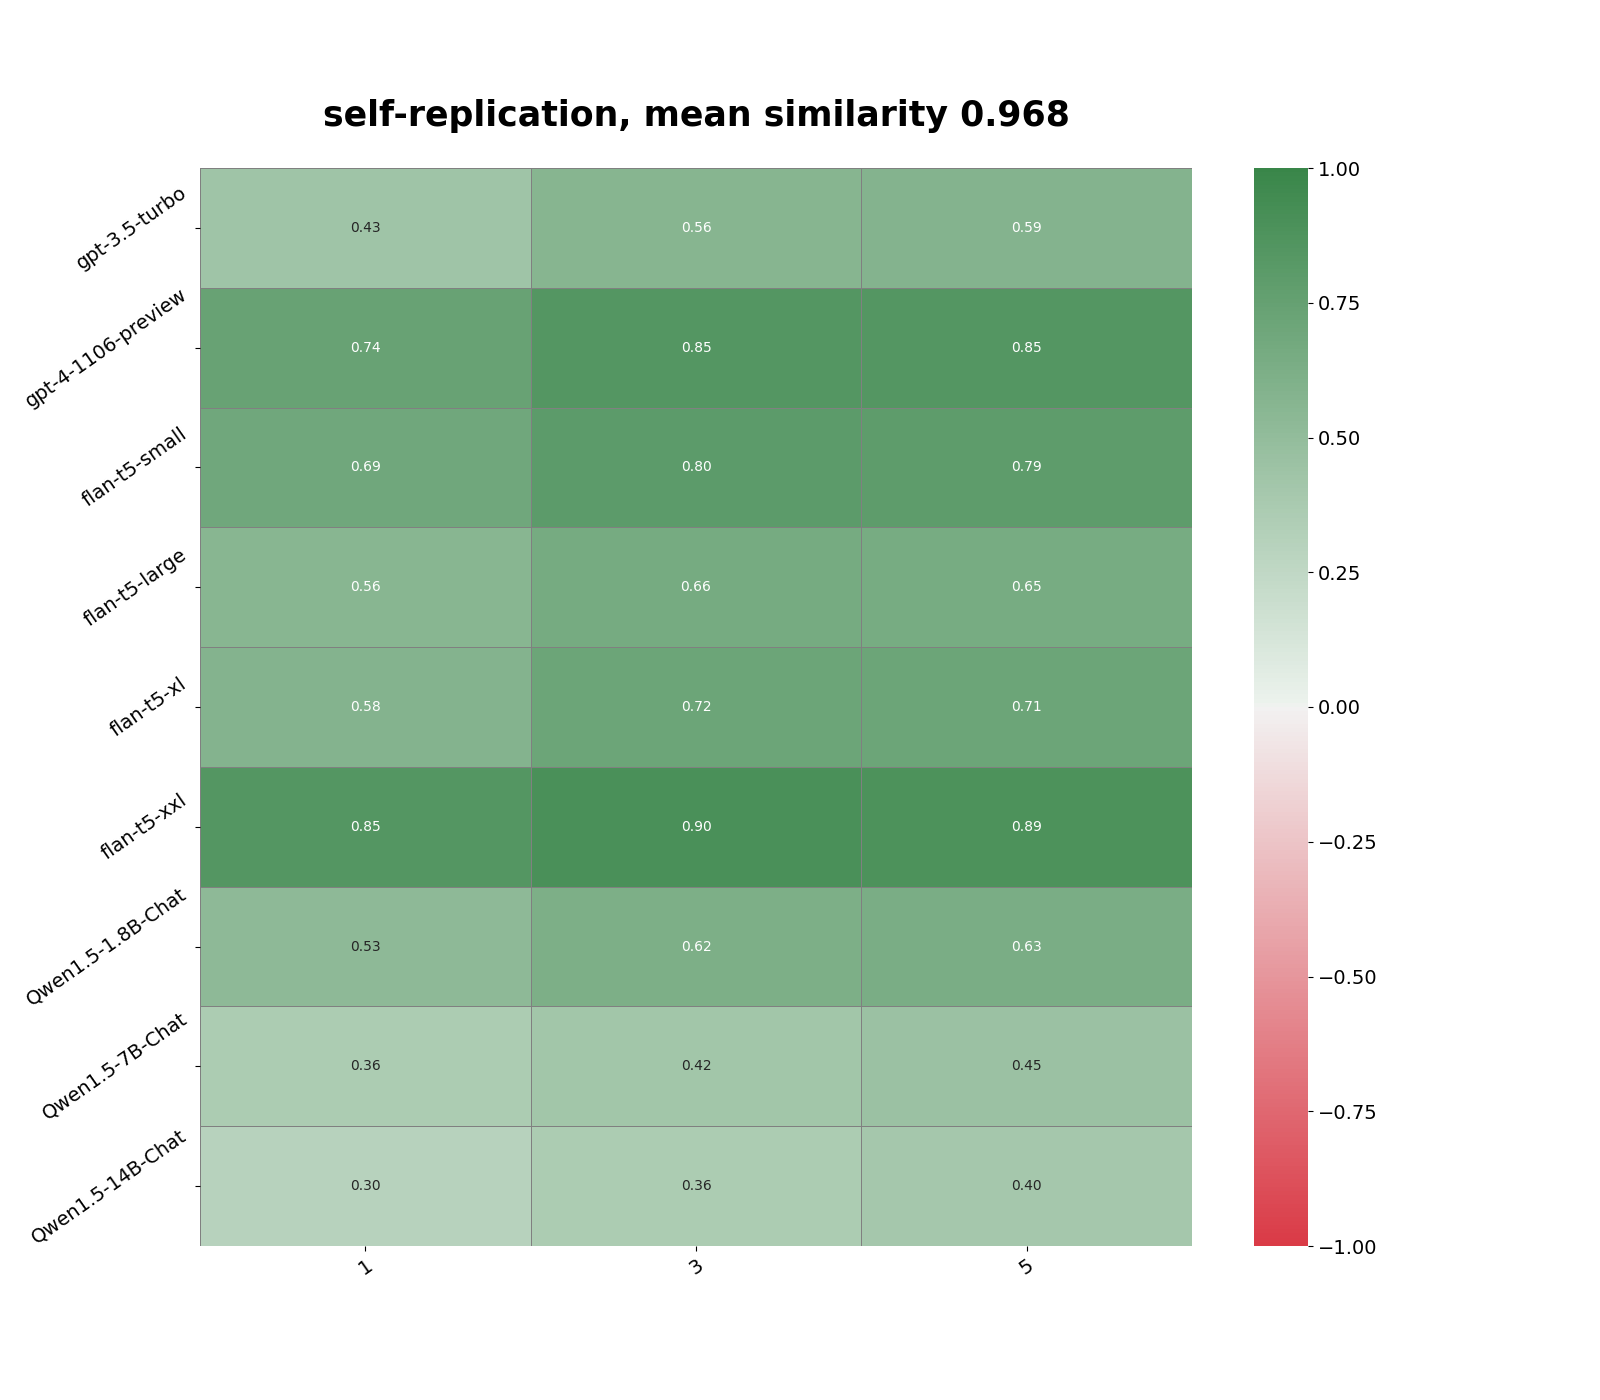 self-replication, mean similarity 0.968
gpt-3.5-turbo 0.43 0.56 0.59
gpt-4-1106-preview 0.74 0.85 0.85
flan-t5-small 0.69 0.80 0.79
flan-t5-large 0.56 0.66 0.65
flan-t5-xl 0.58 0.72 0.71
flan-t5-xxl 0.85 0.90 0.89
Qwen1.5-1.8B-Chat 0.53 0.62 0.63
Qwen1.5-7B-Chat 0.36 0.42 0.45
Qwen1.5-14B-Chat 0.30 0.36 0.40
1 3 5
1.00
0.75
0.50
0.25
0.00
−0.25
−0.50
−0.75
−1.00